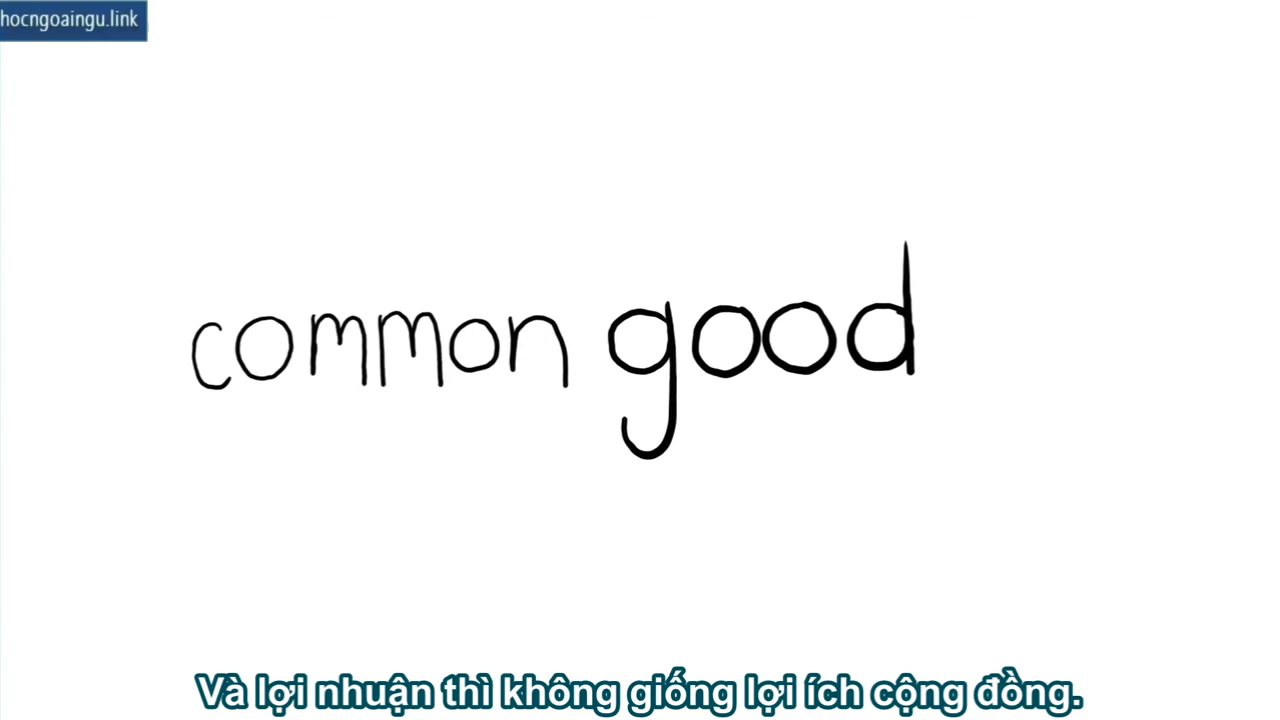 hocngoaingu.link
common good
Và lợi nhuận thì không giống lợi ích cộng đồng.